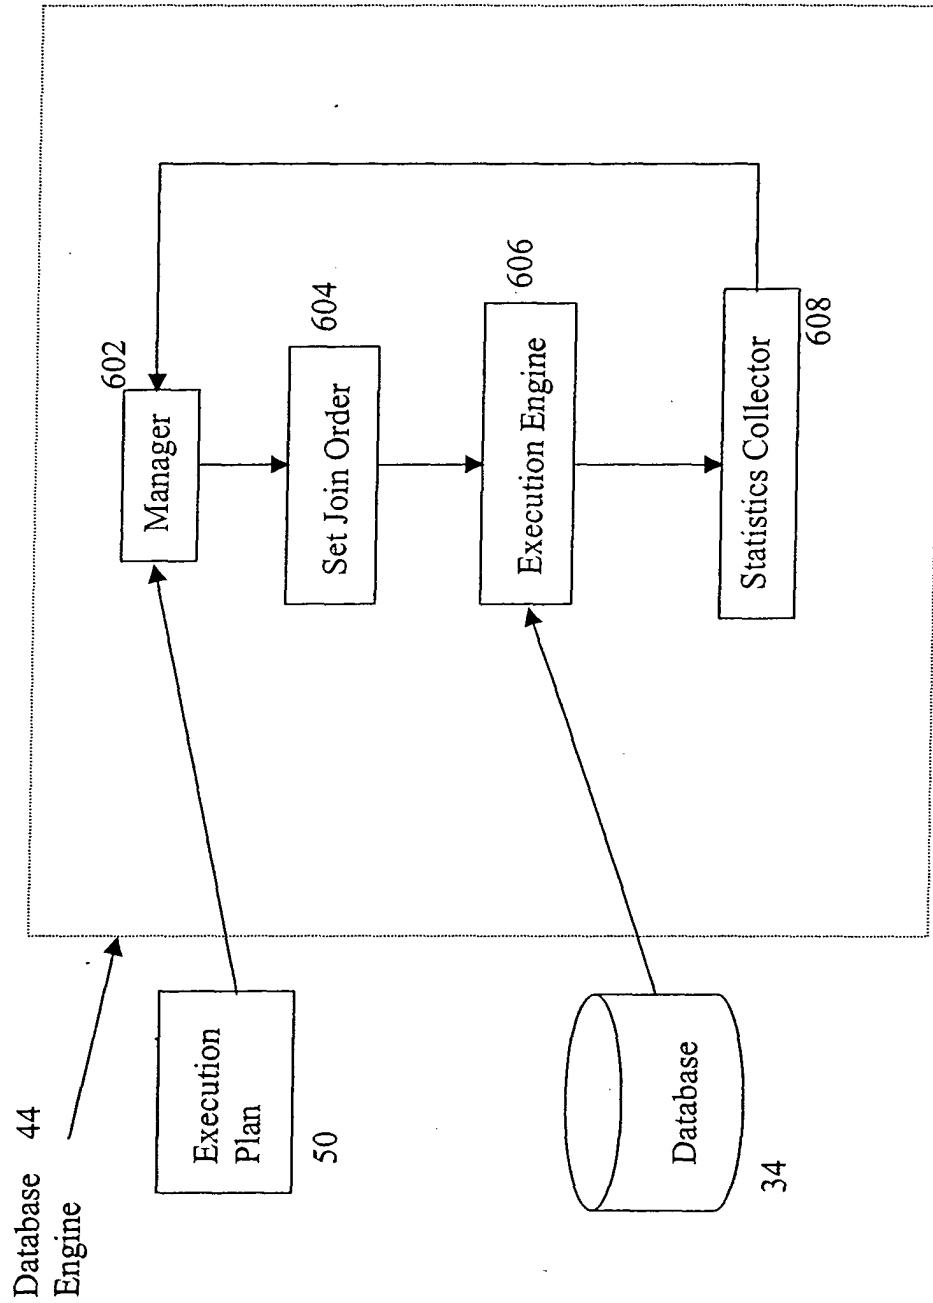 Database 44
Engine
Execution
Plan
50
Database
34
Manager
602
Set Join Order
604
Execution Engine
606
Statistics Collector
608